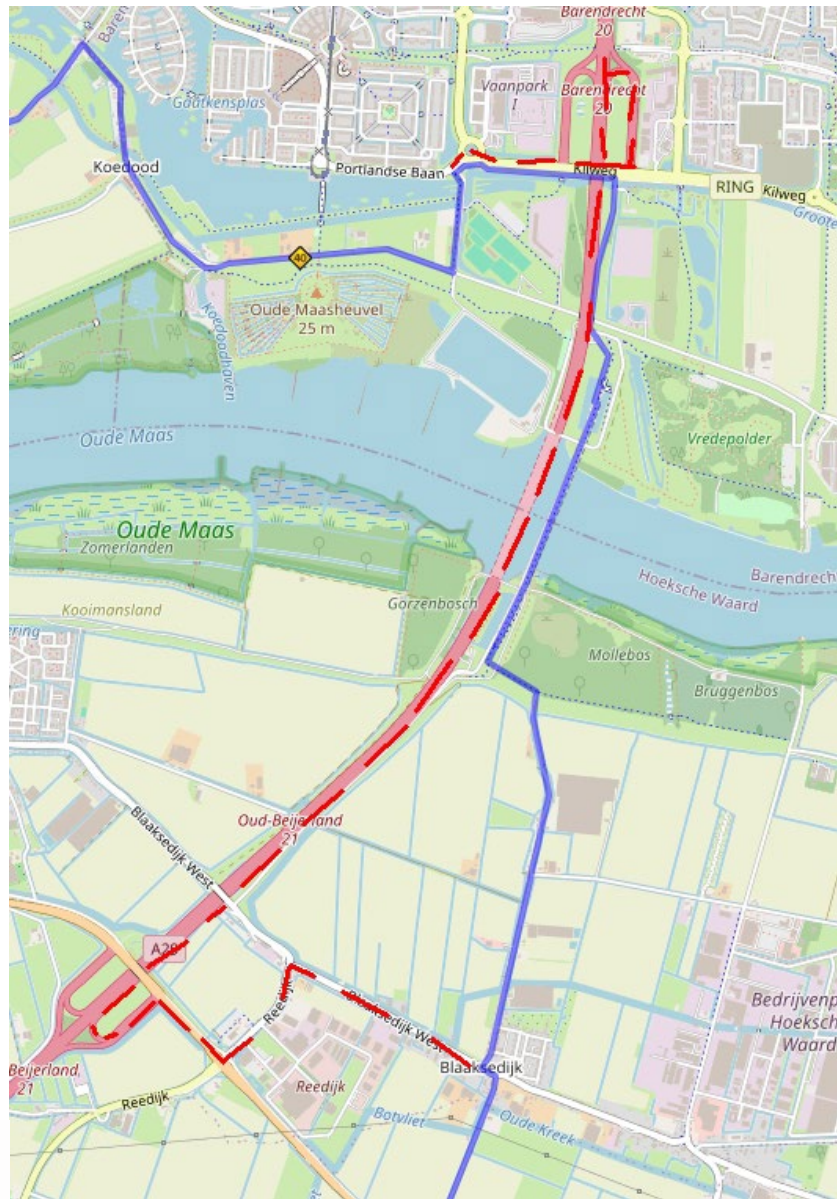 Barendrecht
20
Baren
Gaatkensplas
Vaanpark
I
Barendrecht
20
Koedood
Portlandse Baan
Kilweg
RING
Kilweg
Groote
40
Oude Maasheuvel
25 m
Koedoodhaven
Oude Maas
Vredepolder
Oude Maas
Zomerlanden
Barendrecht
Hoeksche Waard
Kooimansland
Gorzenbosch
ering
Mollebos
Bruggenbos
Blaaksedijk West
Oud-Beijerland
21
A29
Reedijk
Blaaksedijk West
Bedrijvenp
Hoeksch
Waard
Beijerland
21
Blaaksedijk
Reedijk
Reedijk
Botvliet
Oude Kreek